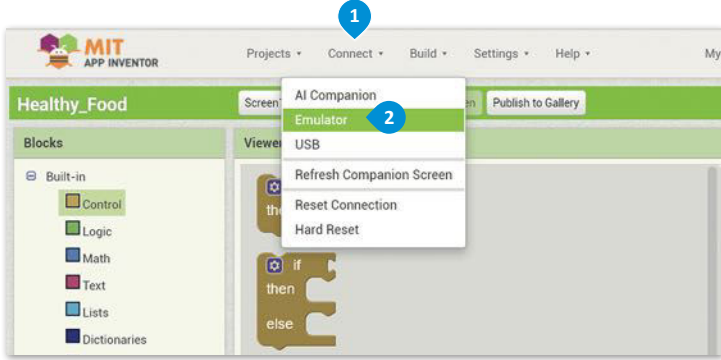 1
MIT
APP INVENTOR
Projects
Connect
Build
Settings
Help
My
Healthy_Food
Screen
Publish to Gallery
AI Companion
Emulator
2
USB
Refresh Companion Screen
Reset Connection
Hard Reset
Blocks
Viewer
Built-in
Control
Logic
Math
Text
Lists
Dictionaries
if
then
else